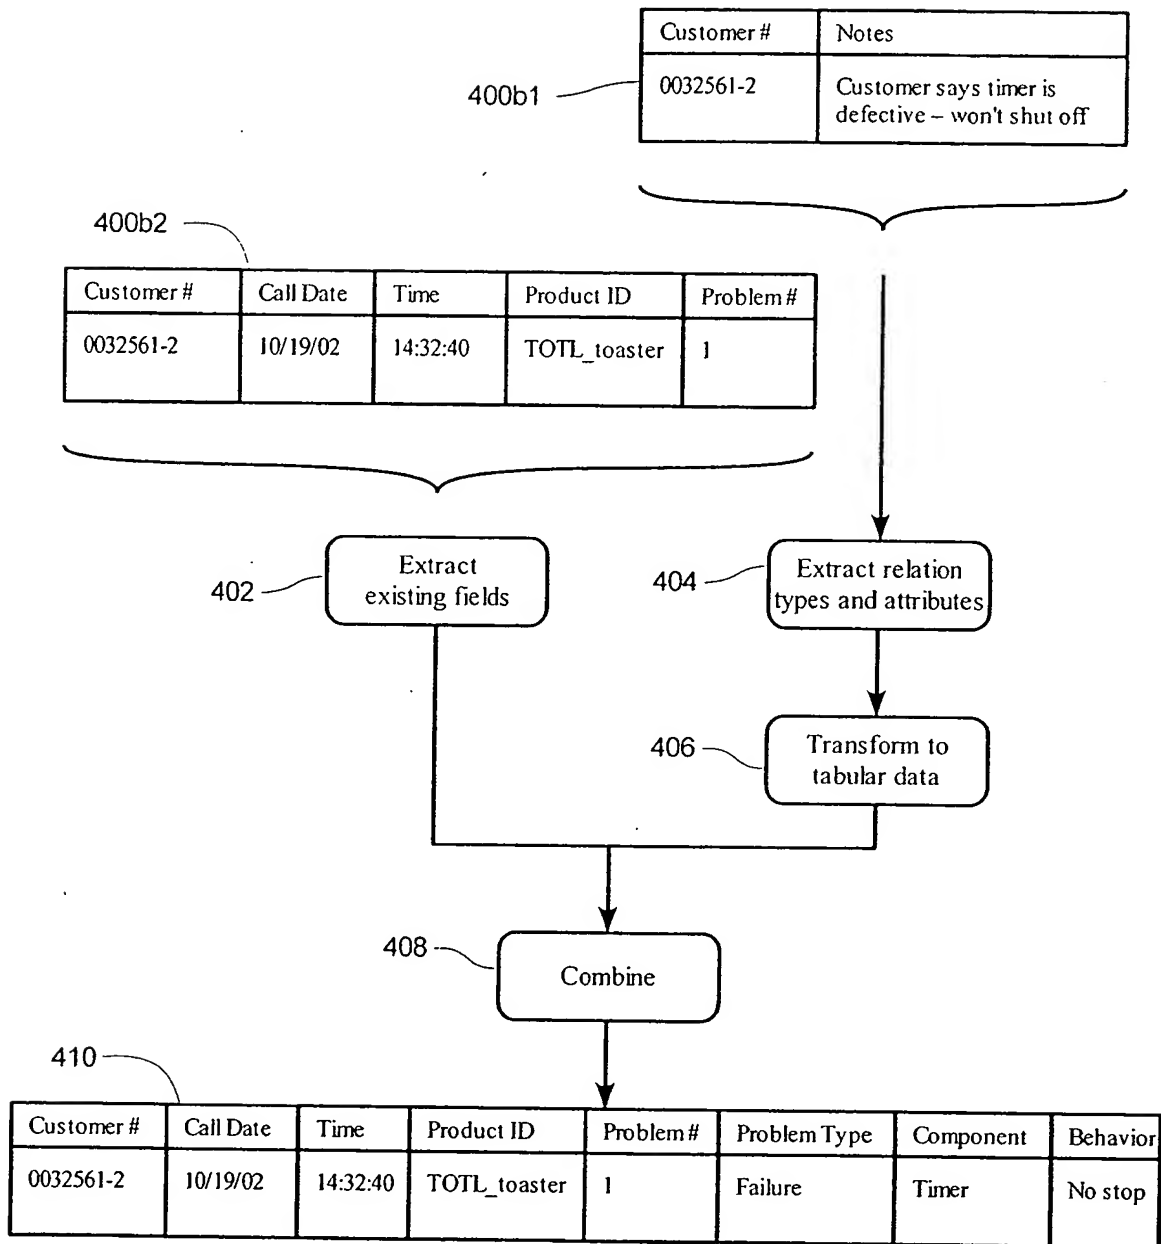 Customer # Notes
400b1
0032561-2 Customer says timer is
defective – won't shut off
400b2
Customer # Call Date Time Product ID Problem #
0032561-2 10/19/02 14:32:40 TOTL_toaster 1
402
Extract
existing fields
404
Extract relation
types and attributes
406
Transform to
tabular data
408
Combine
410
Customer # Call Date Time Product ID Problem # Problem Type Component Behavior
0032561-2 10/19/02 14:32:40 TOTL_toaster 1 Failure Timer No stop